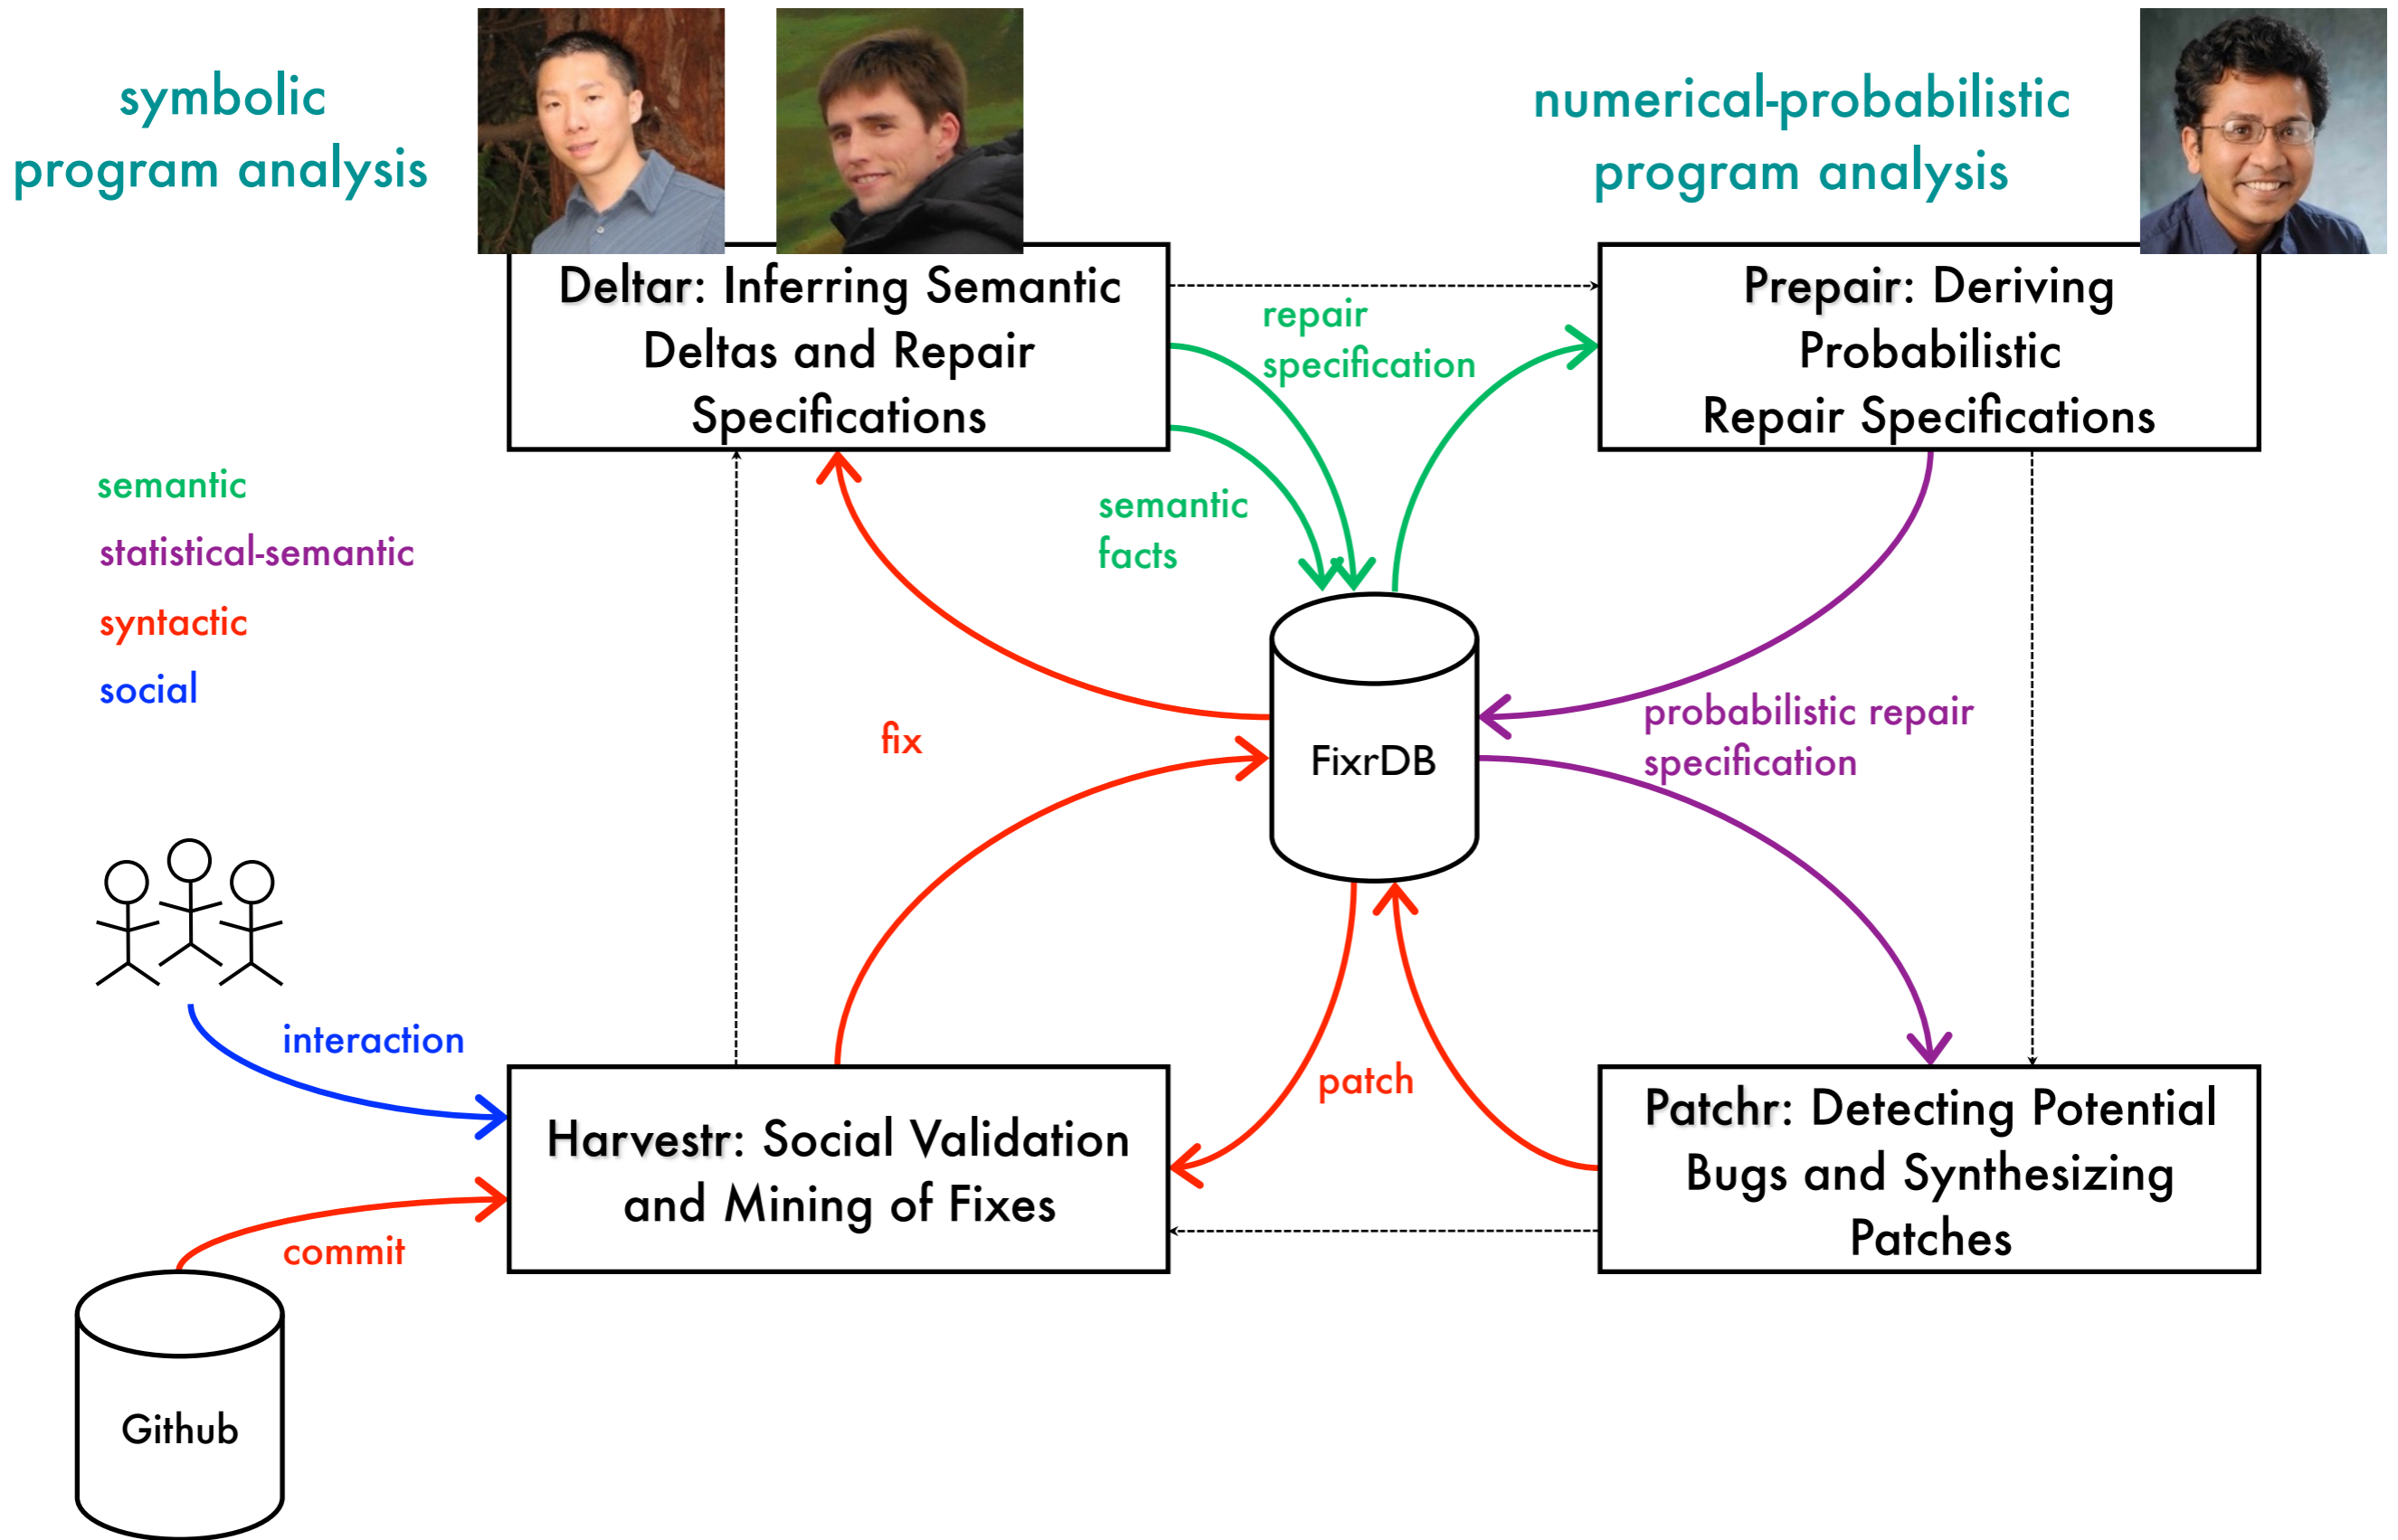 symbolic
program analysis
numerical-probabilistic
program analysis
Deltar: Inferring Semantic
Deltas and Repair
Specifications
repair
specification
Prepair: Deriving
Probabilistic
Repair Specifications
semantic
statistical-semantic
syntactic
social
semantic
facts
fix
FixrDB
probabilistic repair
specification
interaction
commit
Harvestr: Social Validation
and Mining of Fixes
patch
Patchr: Detecting Potential
Bugs and Synthesizing
Patches
Github